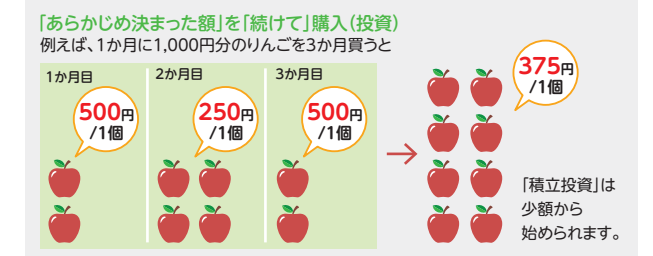 「あらかじめ決まった額」を「続けて」購入（投資）
例えば、1か月に1,000円分のりんごを3か月買うと
1か月目
500円
/1個
2か月目
250円
/1個
3か月目
500円
/1個
375円
/1個
「積立投資」は
少額から
始められます。